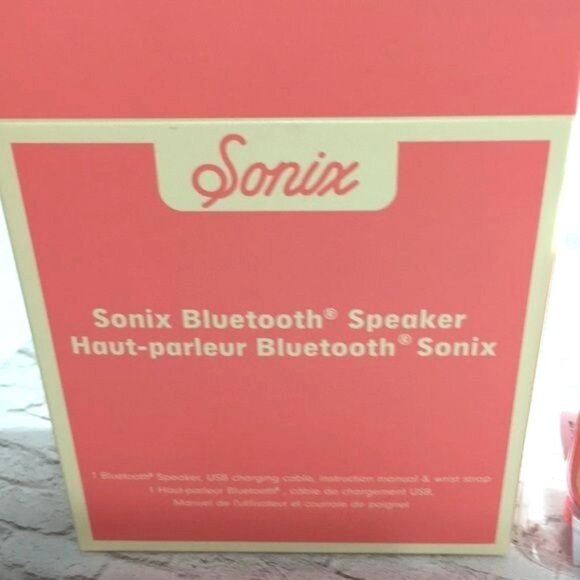 Sonix
Sonix Bluetooth® Speaker
Haut-parleur Bluetooth® Sonix
1 Bluetooth® Speaker, USB charging cable, instruction manual & wrist strap
1 Haut-parleur Bluetooth®, câble de chargement USB,
Manuel de l'utilisateur et courroie de poignet